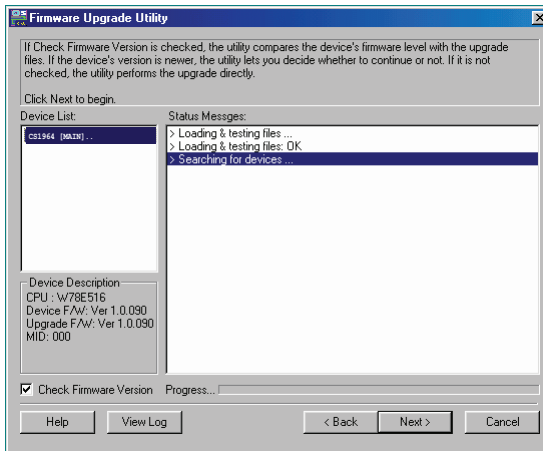 Firmware Upgrade Utility
If Check Firmware Version is checked, the utility compares the device's firmware level with the upgrade
files. If the device's version is newer, the utility lets you decide whether to continue or not. If it is not
checked, the utility performs the upgrade directly.
Click Next to begin.
Device List:
Status Messges:
CS1964 [MAIN]..
> Loading & testing files ...
> Loading & testing files: OK
> Searching for devices ...
Device Description
CPU : W78E516
Device F/W: Ver 1.0.090
Upgrade F/W: Ver 1.0.090
MID: 000
Check Firmware Version
Progress...
Help
View Log
< Back
Next >
Cancel